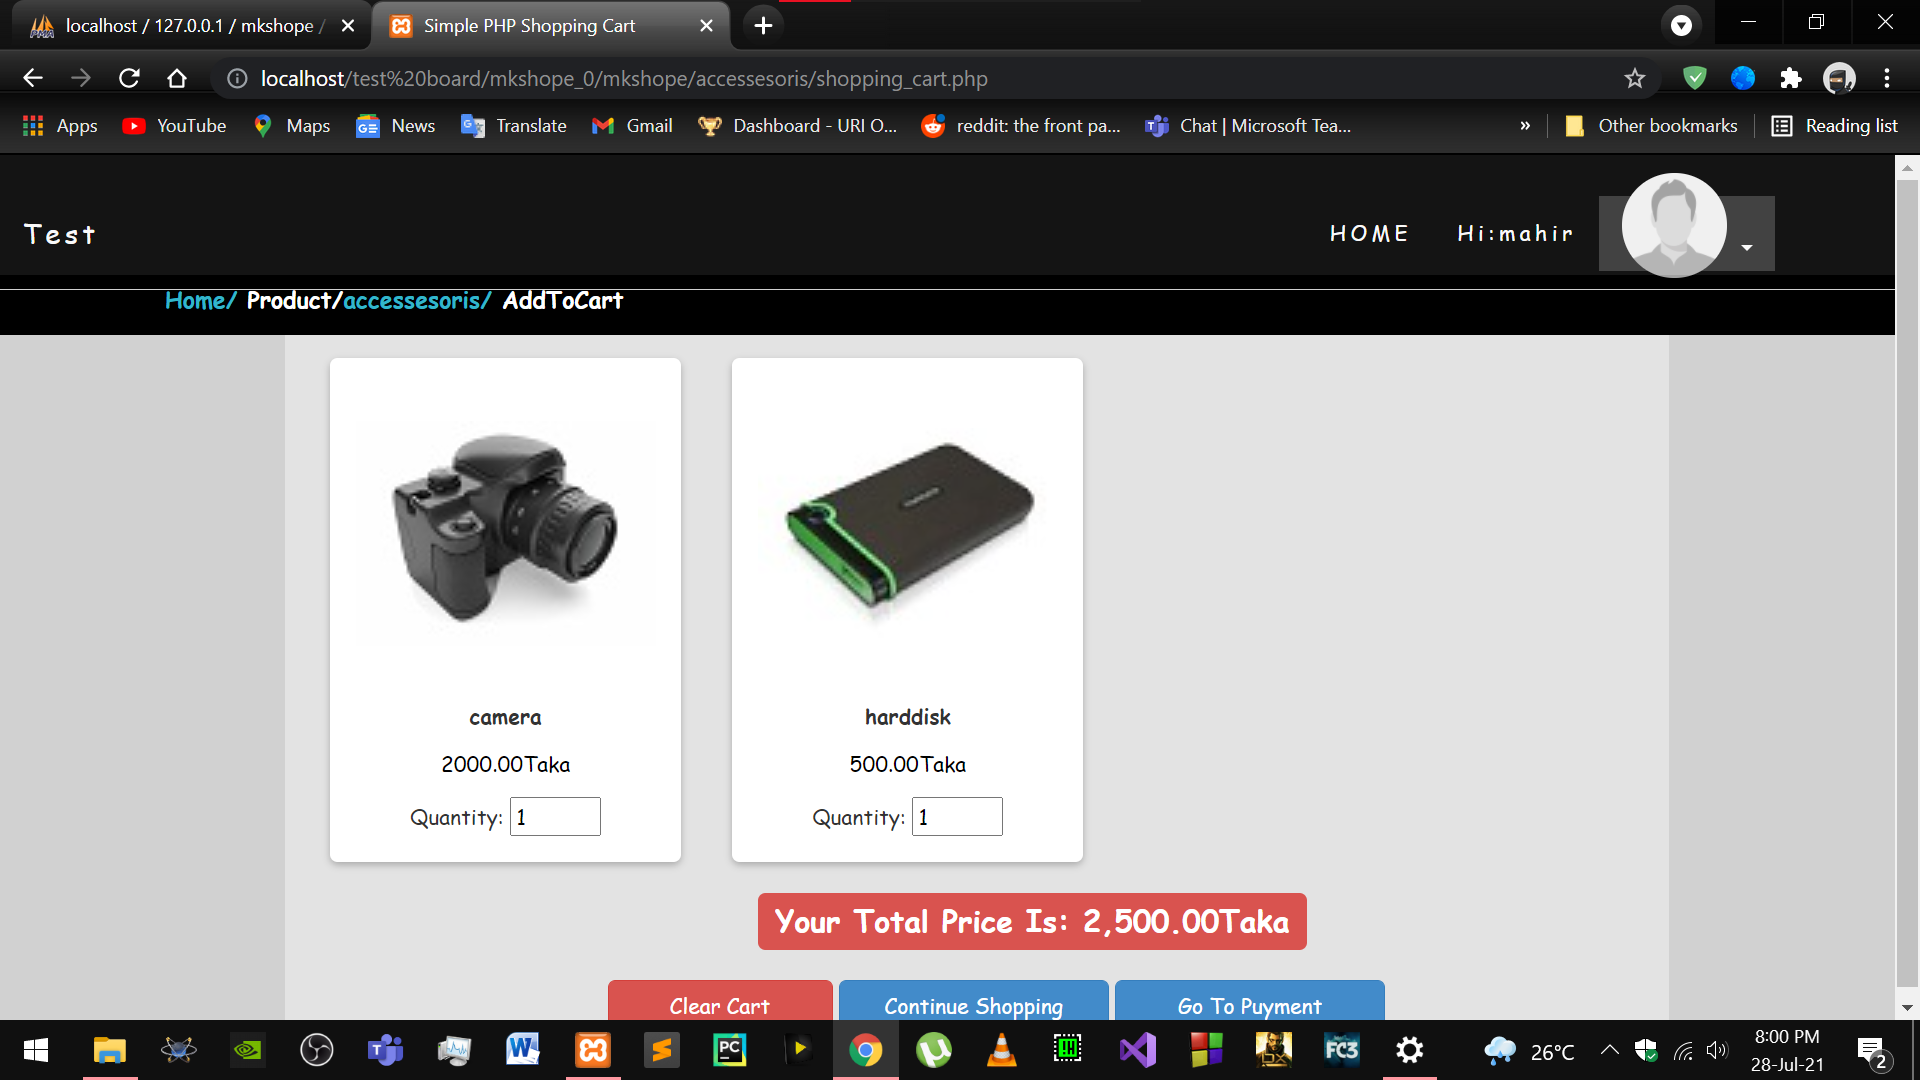 localhost / 127.0.0.1 / mkshope /
Simple PHP Shopping Cart
localhost/test%20board/mkshope_0/mkshope/accessesoris/shopping_cart.php
Apps YouTube Maps News Translate Gmail Dashboard - URI O... reddit: the front pa... Chat | Microsoft Tea... » Other bookmarks Reading list
Test
HOME Hi:mahir
Home/ Product/accessesoris/ AddToCart
camera
2000.00Taka
Quantity: 1
harddisk
500.00Taka
Quantity: 1
Your Total Price Is: 2,500.00Taka
Clear Cart Continue Shopping Go To Puyment
26°C
8:00 PM
28-Jul-21
2